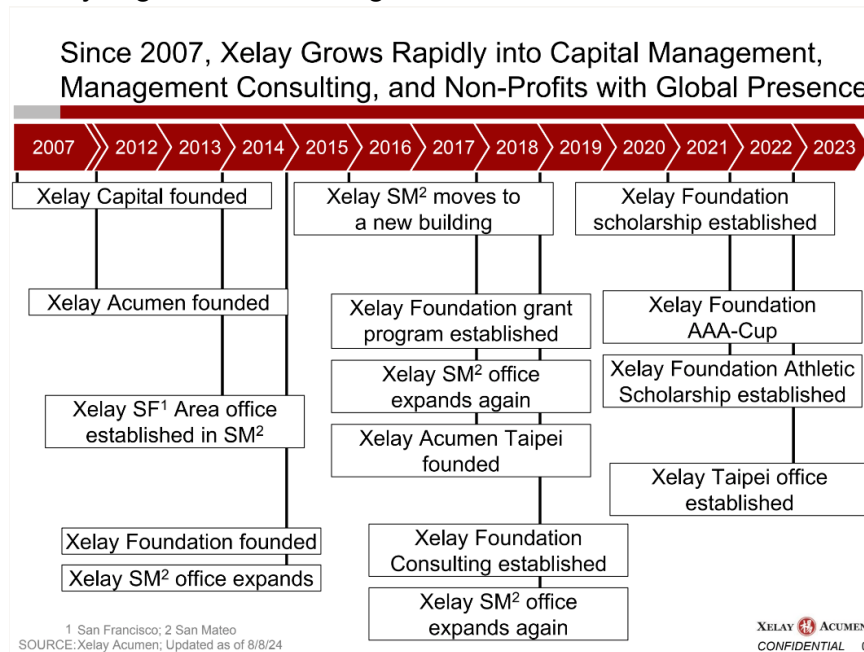 Since 2007, Xelay Grows Rapidly into Capital Management,
Management Consulting, and Non-Profits with Global Presence
2007 2012 2013 2014 2015 2016 2017 2018 2019 2020 2021 2022 2023
Xelay Capital founded
Xelay SM² moves to
a new building
Xelay Foundation
scholarship established
Xelay Acumen founded
Xelay Foundation grant
program established
Xelay Foundation
AAA-Cup
Xelay SM² office
expands again
Xelay Foundation Athletic
Scholarship established
Xelay SF¹ Area office
established in SM²
Xelay Acumen Taipei
founded
Xelay Taipei office
established
Xelay Foundation founded
Xelay Foundation
Consulting established
Xelay SM² office expands
Xelay SM² office
expands again
1 San Francisco; 2 San Mateo
SOURCE: Xelay Acumen; Updated as of 8/8/24
XELAY ACUMEN
CONFIDENTIAL